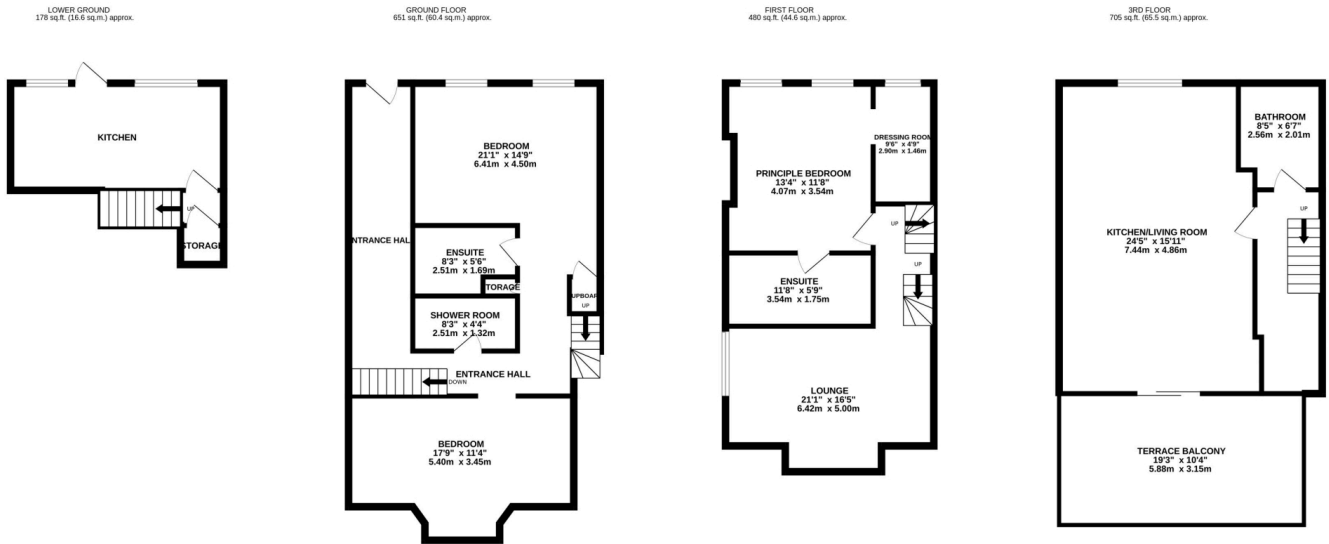 LOWER GROUND
178 sq.ft. (16.6 sq.m.) approx.
KITCHEN
UP
STORAGE
GROUND FLOOR
651 sq.ft. (60.4 sq.m.) approx.
BEDROOM
21'1" x 14'9"
6.41m x 4.50m
NTRANCE HAL
ENSUITE
8'3" x 5'6"
2.51m x 1.69m
TORAGE
UPBOAR
UP
SHOWER ROOM
8'3" x 4'4"
2.51m x 1.32m
ENTRANCE HALL
DOWN
BEDROOM
17'9" x 11'4"
5.40m x 3.45m
FIRST FLOOR
480 sq.ft. (44.6 sq.m.) approx.
DRESSING ROOM
9'6" x 4'9"
2.90m x 1.46m
PRINCIPLE BEDROOM
13'4" x 11'8"
4.07m x 3.54m
UP
UP
ENSUITE
11'8" x 5'9"
3.54m x 1.75m
LOUNGE
21'1" x 16'5"
6.42m x 5.00m
3RD FLOOR
705 sq.ft. (65.5 sq.m.) approx.
BATHROOM
8'5" x 6'7"
2.56m x 2.01m
UP
KITCHEN/LIVING ROOM
24'5" x 15'11"
7.44m x 4.86m
TERRACE BALCONY
19'3" x 10'4"
5.88m x 3.15m